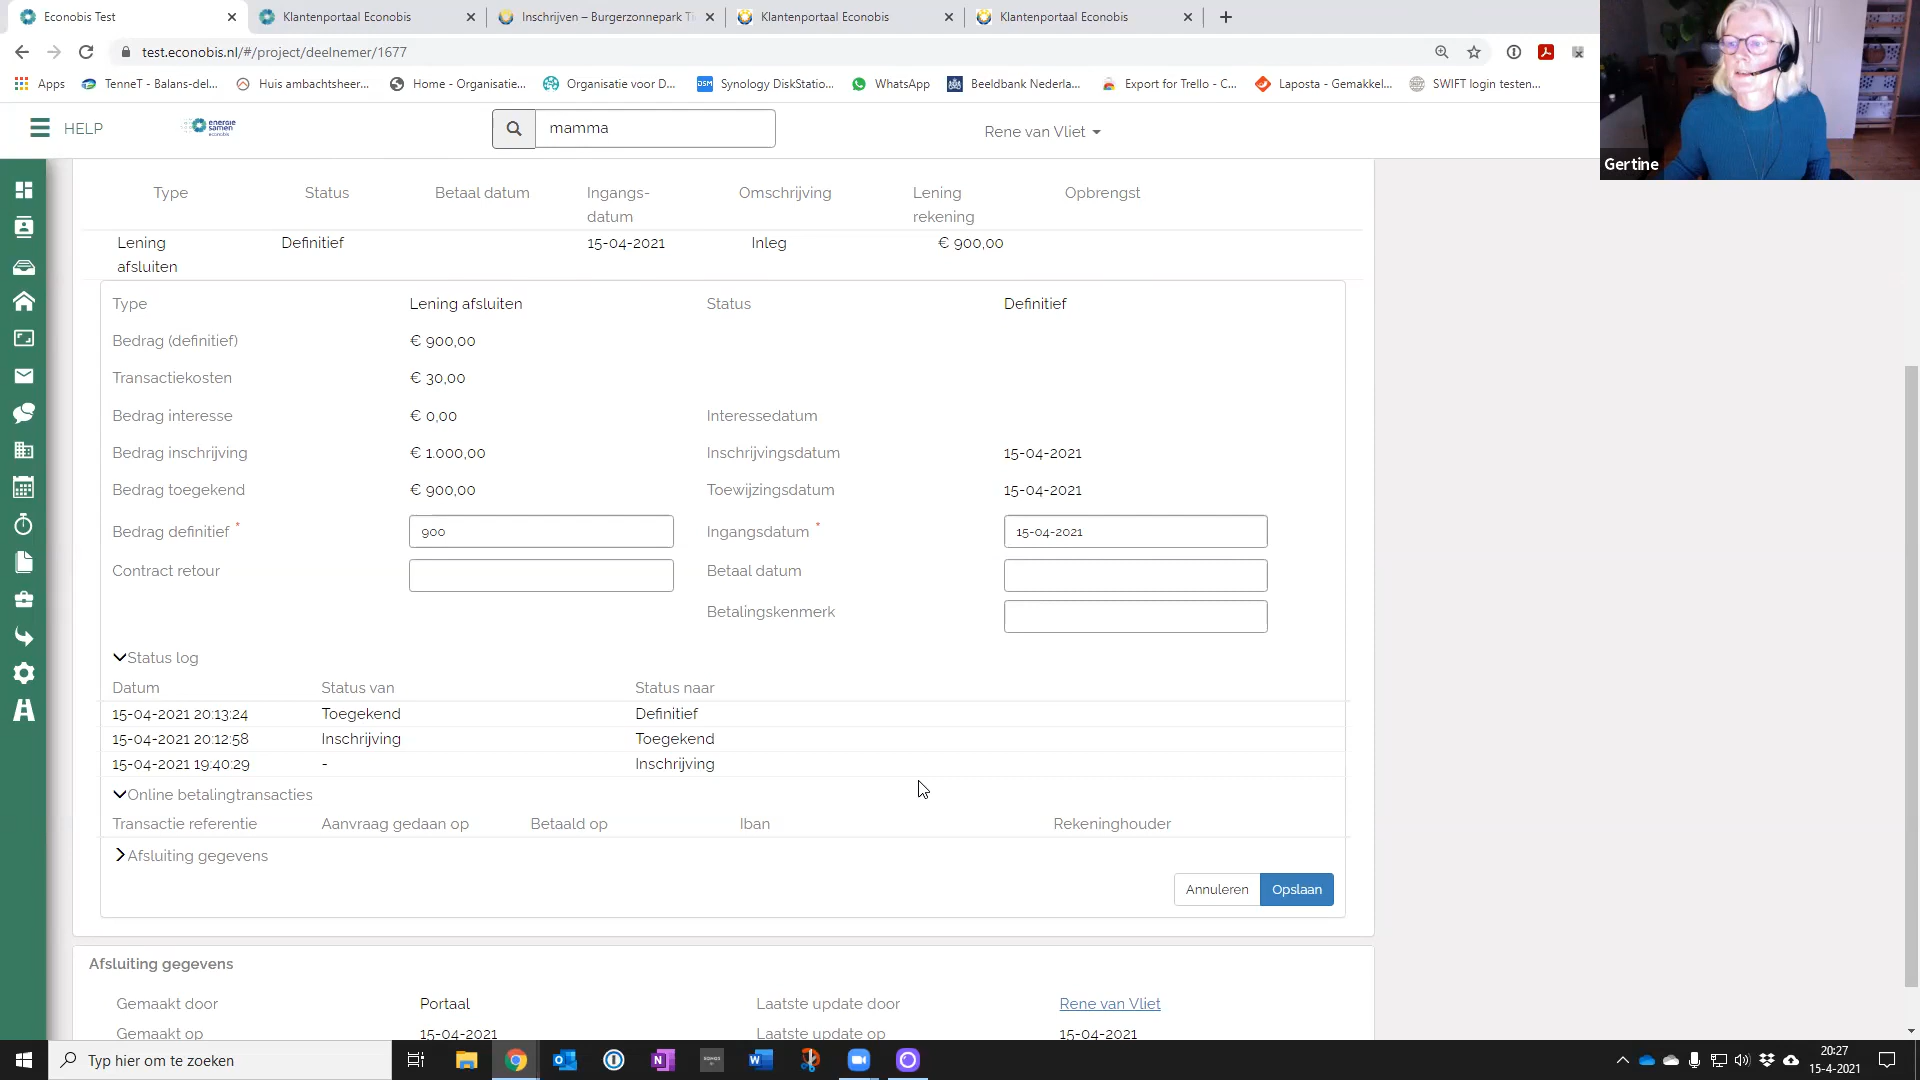 Econobis Test
Klantenportaal Econobis
Inschrijven – Burgerzonnepark Ti
Klantenportaal Econobis
Klantenportaal Econobis
test.econobis.nl/#/project/deelnemer/1677
Apps
TenneT - Balans-del...
Huis ambachtsheer...
Home - Organisatie...
Organisatie voor D...
DSM
Synology DiskStatio...
WhatsApp
Beeldbank Nederla...
Export for Trello - C...
Laposta - Gemakkel...
SWIFT login testen...
HELP
energie
samen
econobis
mamma
Rene van Vliet
Gertine
Type Status Betaal datum Ingangs- Omschrijving Lening Opbrengst
datum rekening
Lening Definitief 15-04-2021 Inleg € 900,00
afsluiten
Type Lening afsluiten Status Definitief
Bedrag (definitief) € 900,00
Transactiekosten € 30,00
Bedrag interesse € 0,00 Interessedatum
Bedrag inschrijving € 1.000,00 Inschrijvingsdatum 15-04-2021
Bedrag toegekend € 900,00 Toewijzingsdatum 15-04-2021
Bedrag definitief * 900 Ingangsdatum * 15-04-2021
Contract retour Betaal datum
Betalingskenmerk
Status log
Datum Status van Status naar
15-04-2021 20:13:24 Toegekend Definitief
15-04-2021 20:12:58 Inschrijving Toegekend
15-04-2021 19:40:29 - Inschrijving
Online betalingtransacties
Transactie referentie Aanvraag gedaan op Betaald op Iban Rekeninghouder
Afsluiting gegevens
Annuleren Opslaan
Afsluiting gegevens
Gemaakt door Portaal Laatste update door Rene van Vliet
Gemaakt op 15-04-2021 Laatste update op 15-04-2021
Typ hier om te zoeken
SONOS
20:27
15-4-2021